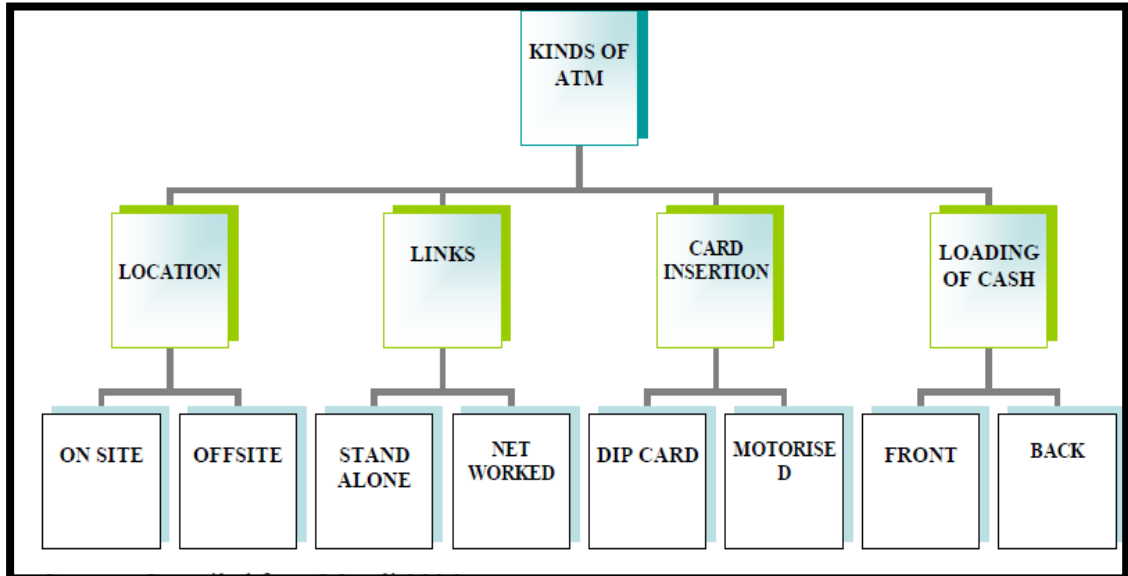 KINDS OF
ATM
LOCATION
LINKS
CARD
INSERTION
LOADING
OF CASH
ON SITE
OFFSITE
STAND
ALONE
NET
WORKED
DIP CARD
MOTORISE
D
FRONT
BACK